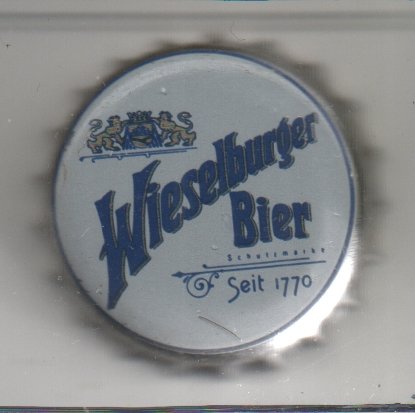 Wieselburger
Bier
Schutzmarke
Seit 1770